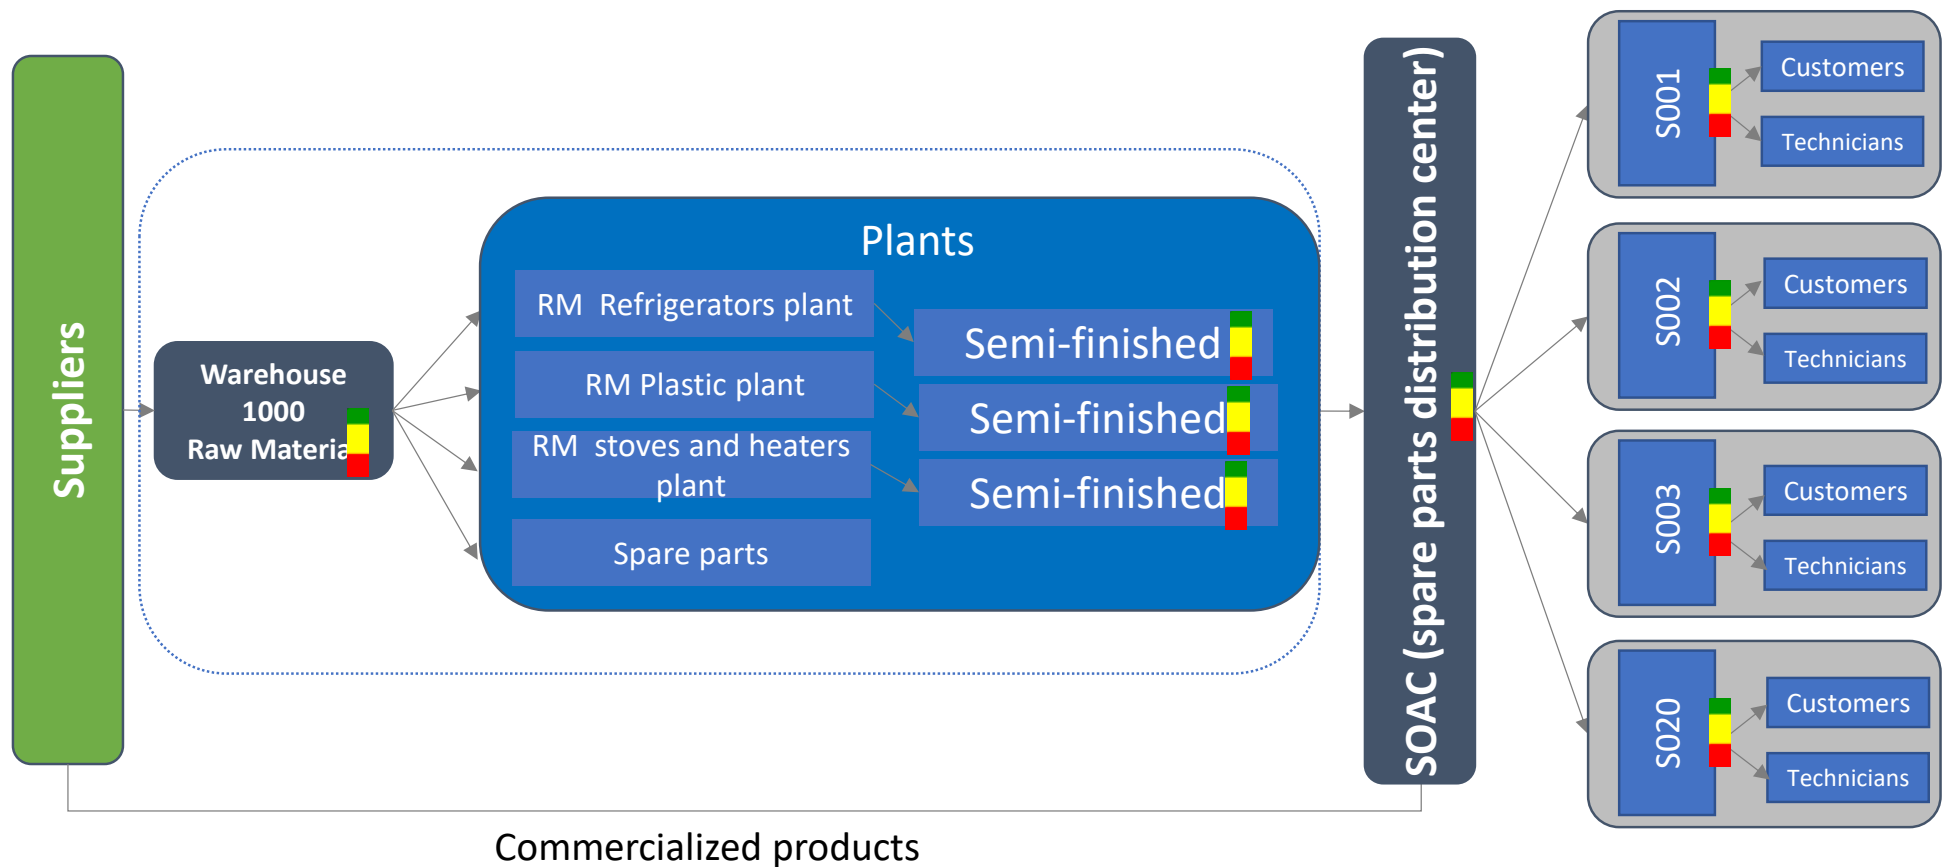 Suppliers
Warehouse
1000
Raw Materia
Plants
RM Refrigerators plant
RM Plastic plant
RM stoves and heaters
plant
Spare parts
Semi-finished
Semi-finished
Semi-finished
SOAC (spare parts distribution center)
S001
Customers
Technicians
S002
Customers
Technicians
S003
Customers
Technicians
S020
Customers
Technicians
Commercialized products